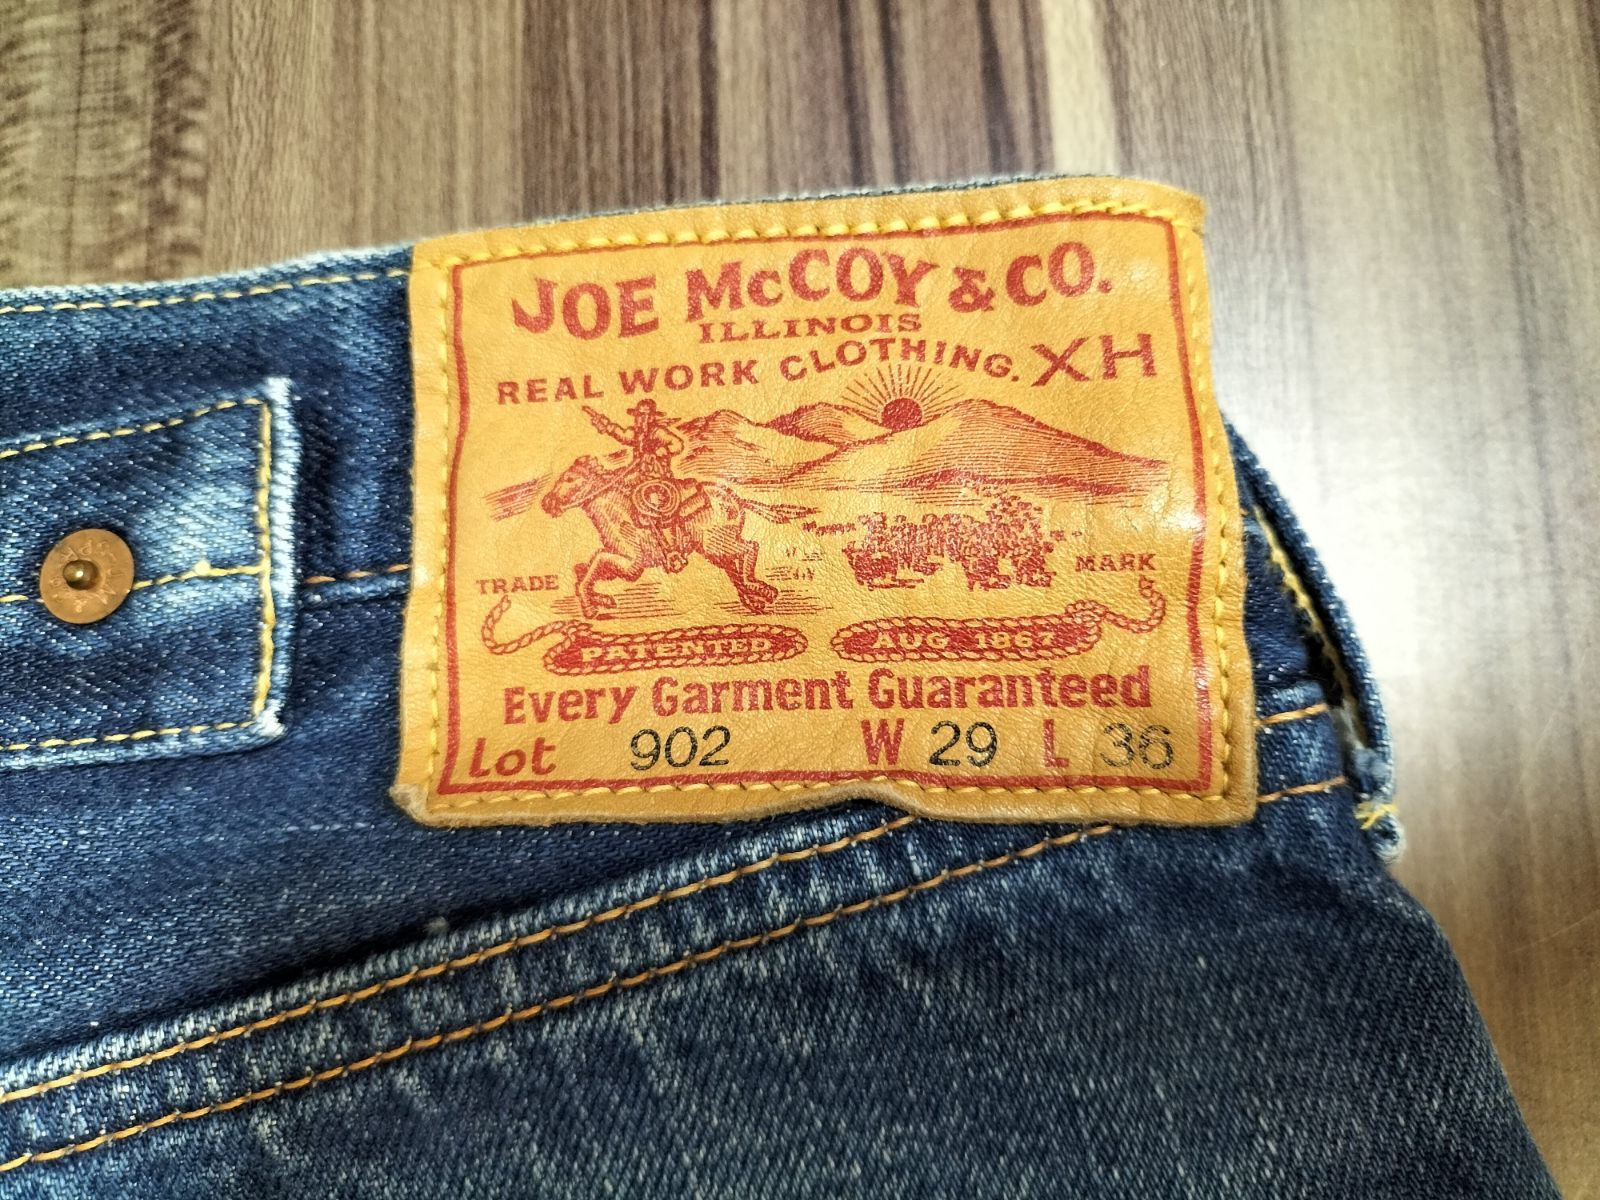 JOE McCOY & CO.
ILLINOIS
REAL WORK CLOTHING. XH
TRADE MARK
PATENTED AUG 1867
Every Garment Guaranteed
Lot 902 W 29 L 36